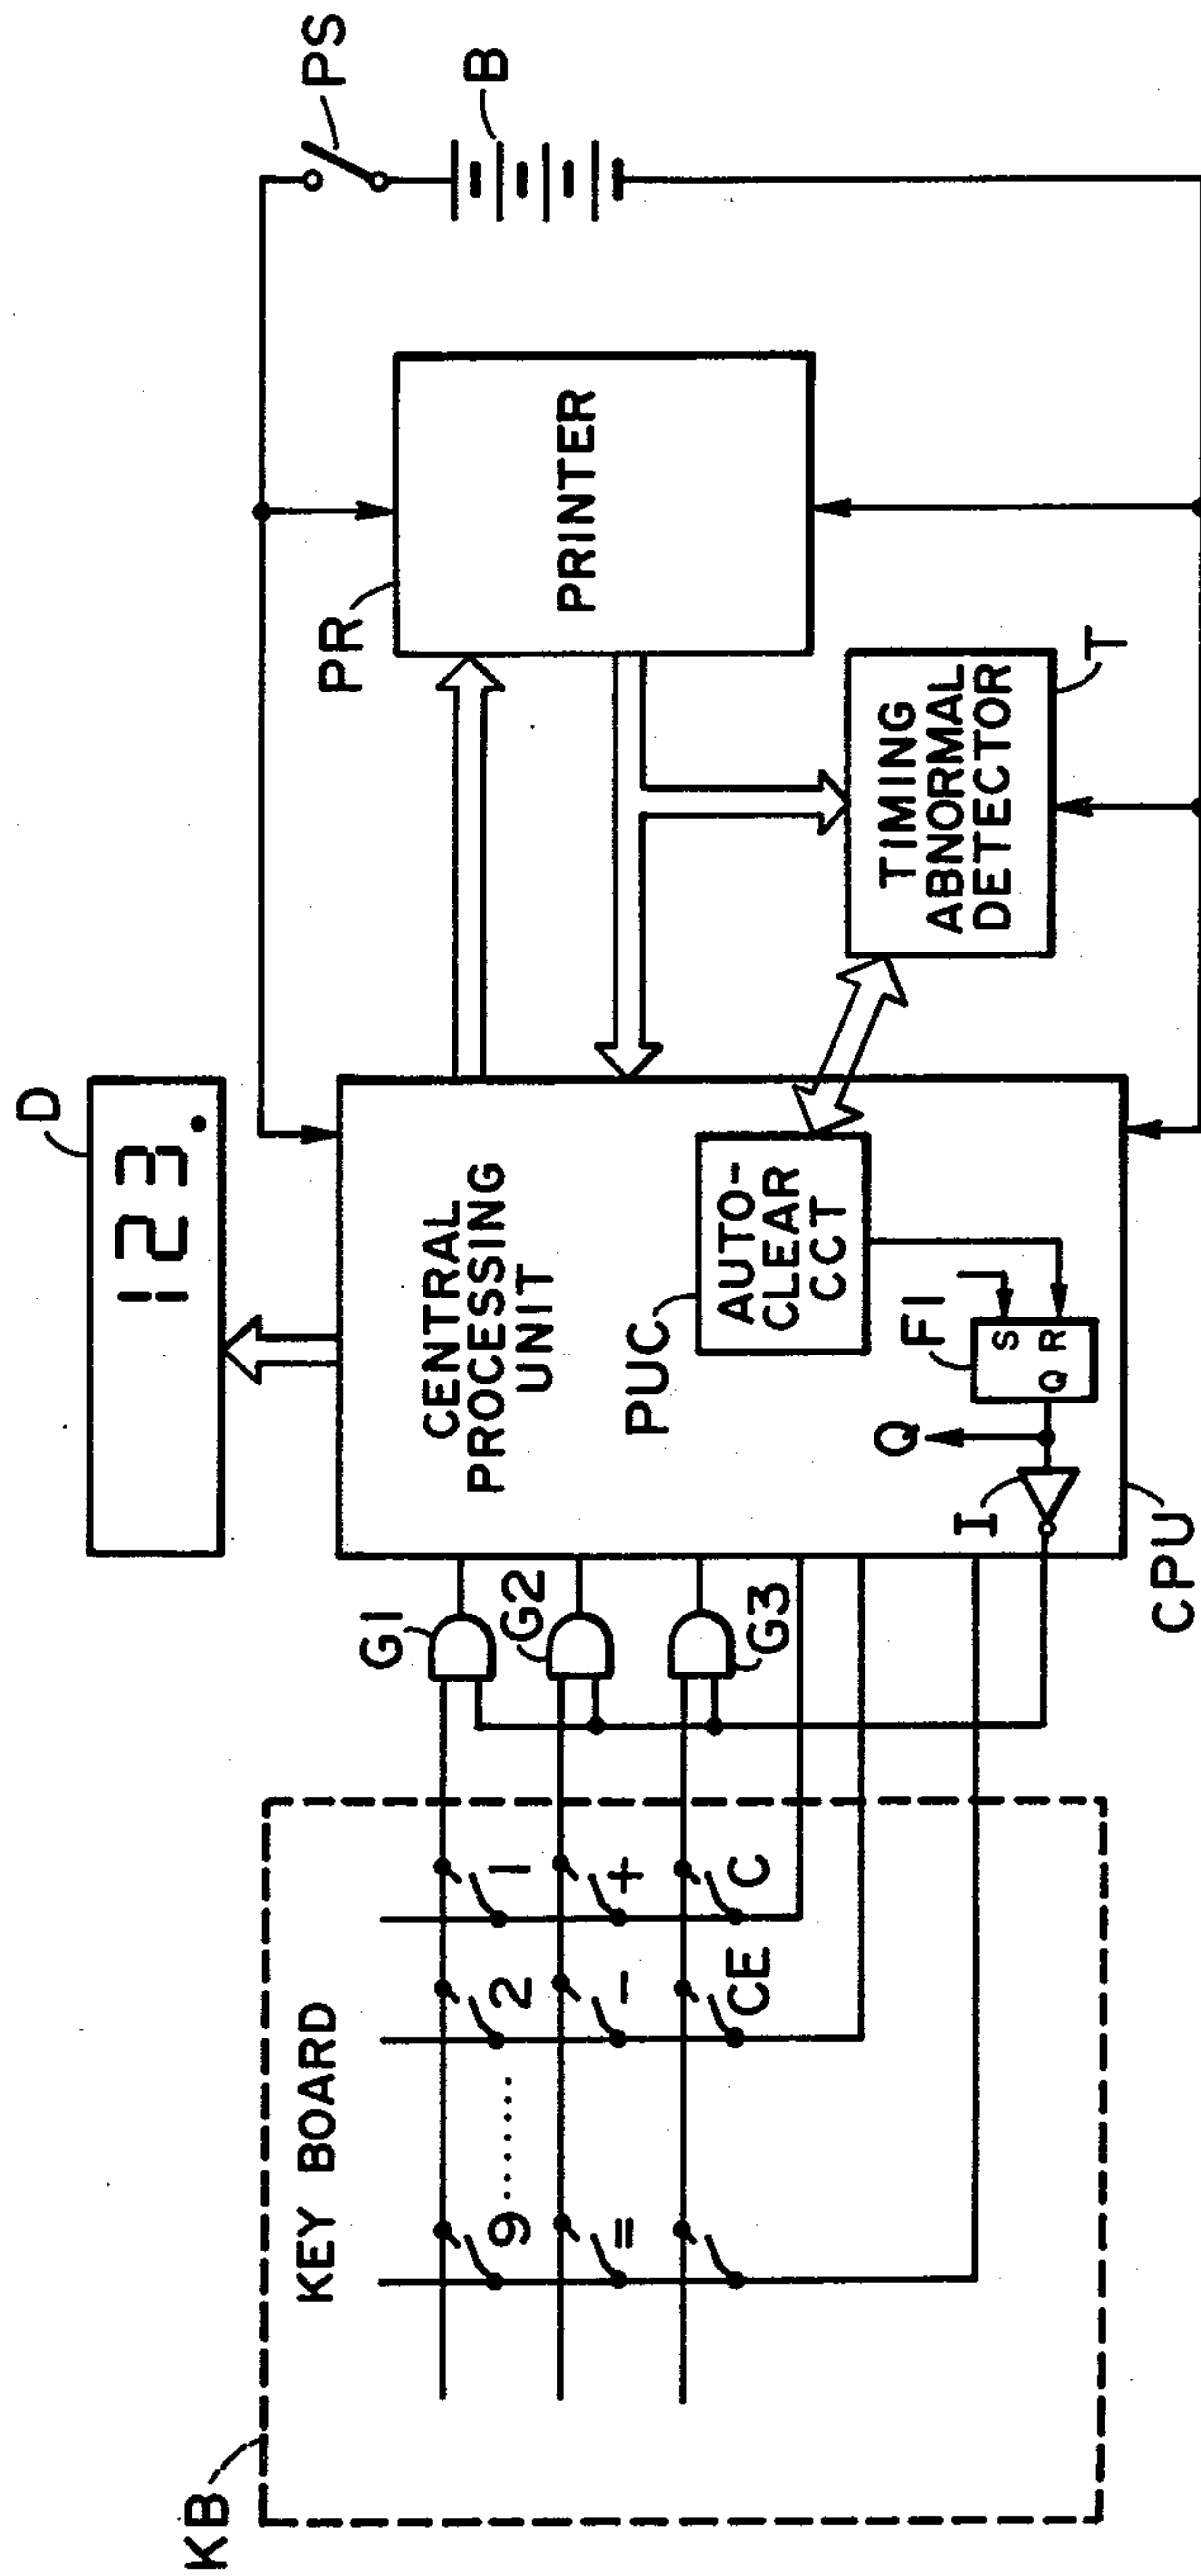 KB
KEY BOARD
9 ........ 2 1
= - +
CE C
G1
G2
G3
D
123.
CENTRAL
PROCESSING
UNIT
PUC
AUTO-
CLEAR
CCT
F1
S
R
Q
Q
I
CPU
PR
PRINTER
TIMING
ABNORMAL
DETECTOR
T
PS
B